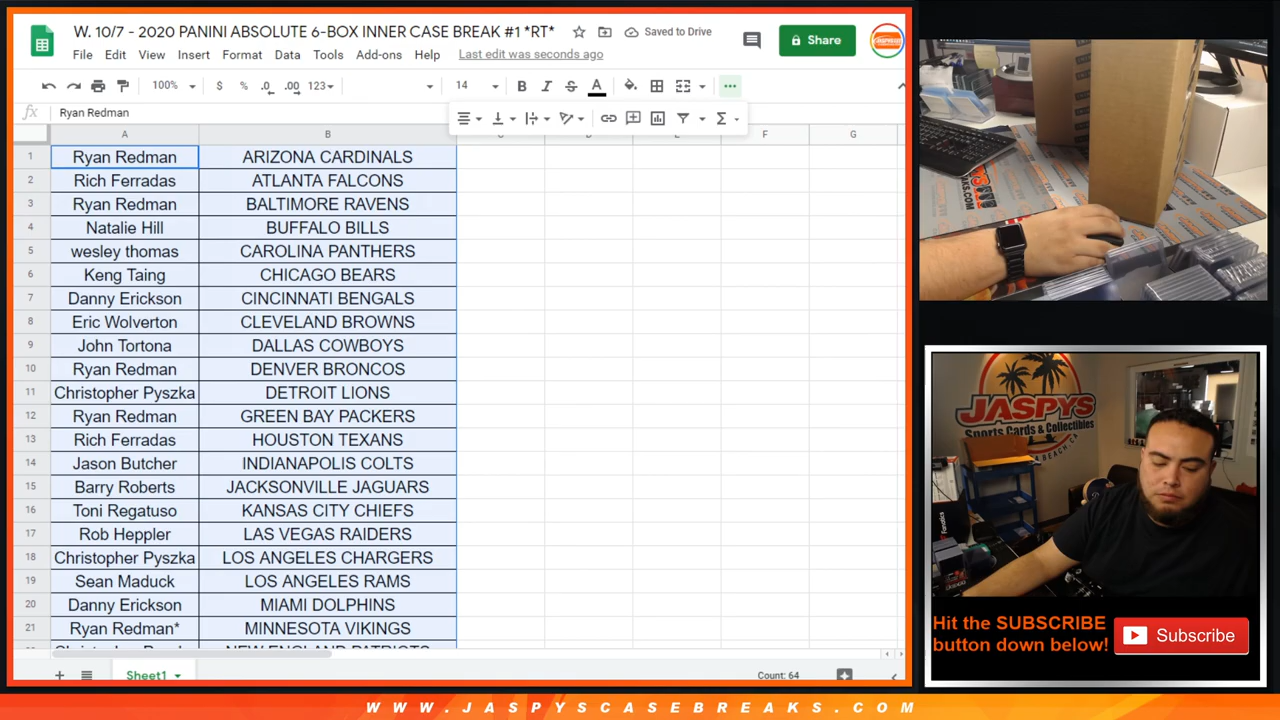 W. 10/7 - 2020 PANINI ABSOLUTE 6-BOX INNER CASE BREAK #1 *RT*
Saved to Drive
Share
File Edit View Insert Format Data Tools Add-ons Help Last edit was seconds ago
100% $ % .0 .00 123 14 B I S A
fx Ryan Redman
A B C D E F G
1 Ryan Redman ARIZONA CARDINALS
2 Rich Ferradas ATLANTA FALCONS
3 Ryan Redman BALTIMORE RAVENS
4 Natalie Hill BUFFALO BILLS
5 wesley thomas CAROLINA PANTHERS
6 Keng Taing CHICAGO BEARS
7 Danny Erickson CINCINNATI BENGALS
8 Eric Wolverton CLEVELAND BROWNS
9 John Tortona DALLAS COWBOYS
10 Ryan Redman DENVER BRONCOS
11 Christopher Pyszka DETROIT LIONS
12 Ryan Redman GREEN BAY PACKERS
13 Rich Ferradas HOUSTON TEXANS
14 Jason Butcher INDIANAPOLIS COLTS
15 Barry Roberts JACKSONVILLE JAGUARS
16 Toni Regatuso KANSAS CITY CHIEFS
17 Rob Heppler LAS VEGAS RAIDERS
18 Christopher Pyszka LOS ANGELES CHARGERS
19 Sean Maduck LOS ANGELES RAMS
20 Danny Erickson MIAMI DOLPHINS
21 Ryan Redman* MINNESOTA VIKINGS
NEW ENGLAND PATRIOTS
Sheet1
Count: 64
JASPYS
Sports Cards & Collectibles
Fanatics
Hit the SUBSCRIBE
button down below!
Subscribe
WWW.JASPYSCASEBREAKS.COM